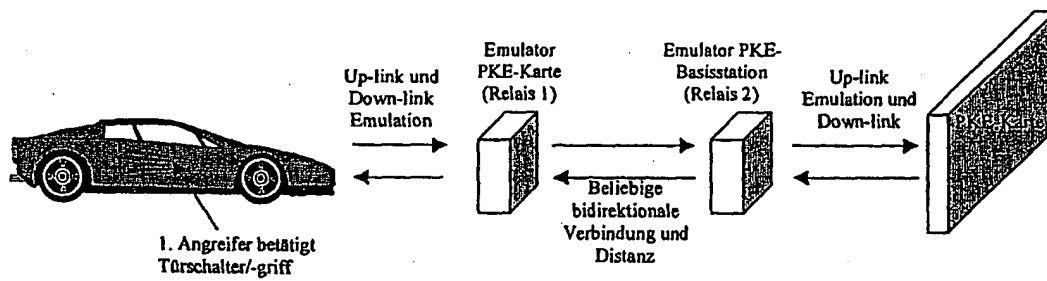 Up-link und
Down-link
Emulation
Emulator
PKE-Karte
(Relais 1)
Emulator PKE-
Basisstation
(Relais 2)
Up-link
Emulation und
Down-link
PKE-Karte
Beliebige
bidirektionale
Verbindung und
Distanz
1. Angreifer betätigt
Türschalter/-griff